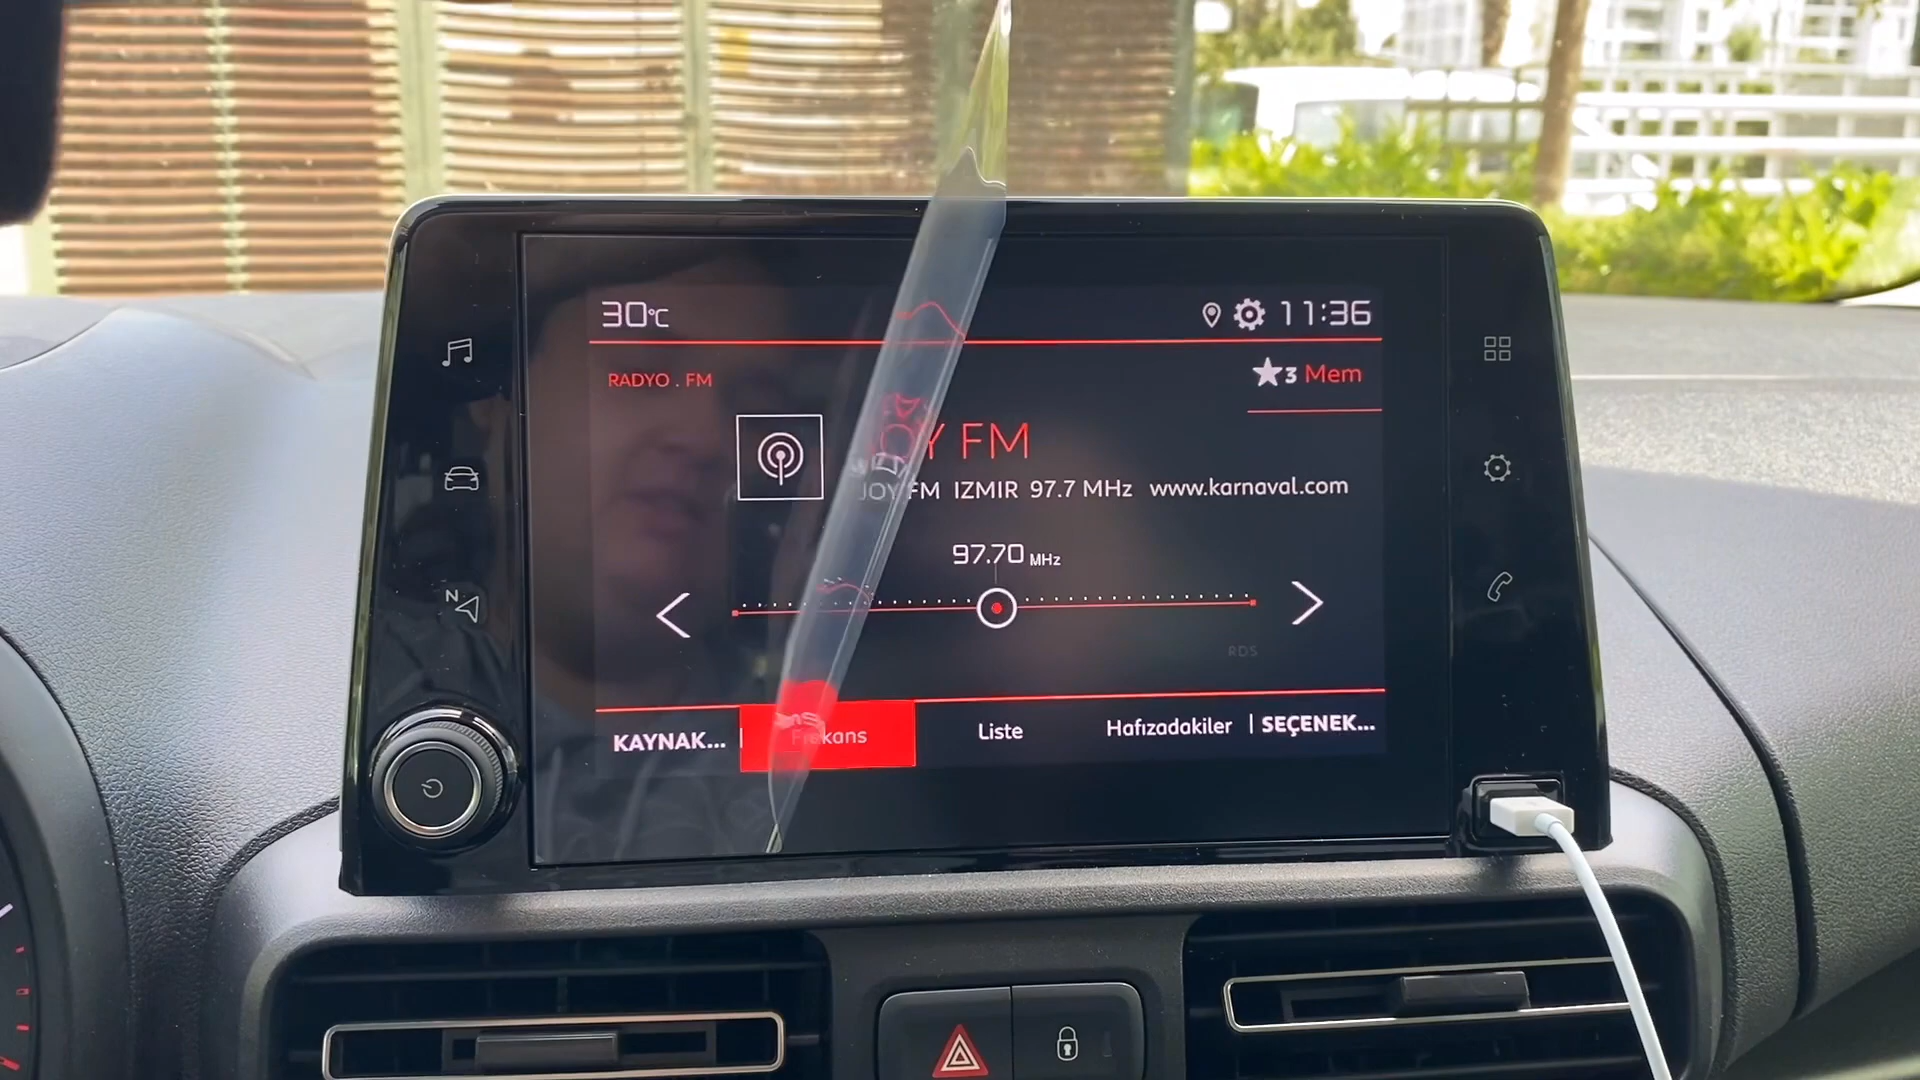 30°C 11:36
RADYO . FM
3 Mem
JOY FM
JOY FM IZMIR 97.7 MHz www.karnaval.com
97.70 MHz
RDS
KAYNAK... Frekans Liste Hafızadakiler SEÇENEK...
N